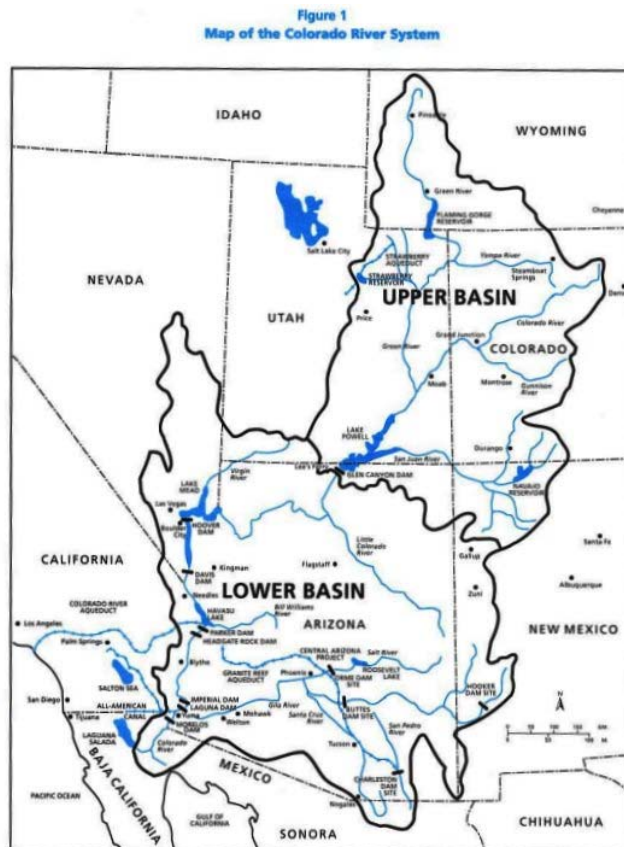 Figure 1
Map of the Colorado River System
IDAHO
WYOMING
Green River
FLAMING GORGE
RESERVOIR
Cheyenne
Salt Lake City
STRAWBERRY
AQUEDUCT
STRAWBERRY
RESERVOIR
Yampa River
Steamboat
Springs
NEVADA
UTAH
UPPER BASIN
Price
Green River
Grand Junction
Colorado River
COLORADO
Moab
Montrose
Gunnison
River
LAKE
POWELL
San Juan River
Durango
Lee's Ferry
GLEN CANYON DAM
NAVAJO
RESERVOIR
Virgin
River
LAKE
MEAD
Las Vegas
Boulder
City
HOOVER
DAM
Little
Colorado
River
Gallup
Santa Fe
CALIFORNIA
DAVIS
DAM
Kingman
Flagstaff
Zuni
Albuquerque
Needles
LOWER BASIN
COLORADO RIVER
AQUEDUCT
HAVASU
LAKE
Bill Williams
River
ARIZONA
NEW MEXICO
Los Angeles
Palm Springs
PARKER DAM
HEADGATE ROCK DAM
CENTRAL ARIZONA
PROJECT
Salt River
Blythe
GRANITE REEF
AQUEDUCT
Phoenix
ROOSEVELT
LAKE
ORME DAM
SITE
HOOKER
DAM SITE
SALTON SEA
San Diego
ALL-AMERICAN
CANAL
Tijuana
IMPERIAL DAM
LAGUNA DAM
Yuma
MORELOS
DAM
Mohawk
Welton
Gila River
BUTTES
DAM SITE
Santa Cruz
River
San Pedro
River
N
LAGUANA
SALADA
Colorado
River
Tucson
MEXICO
CHARLESTON
DAM
SITE
Nogales
BAJA CALIFORNIA
PACIFIC OCEAN
GULF OF
CALIFORNIA
SONORA
CHIHUAHUA